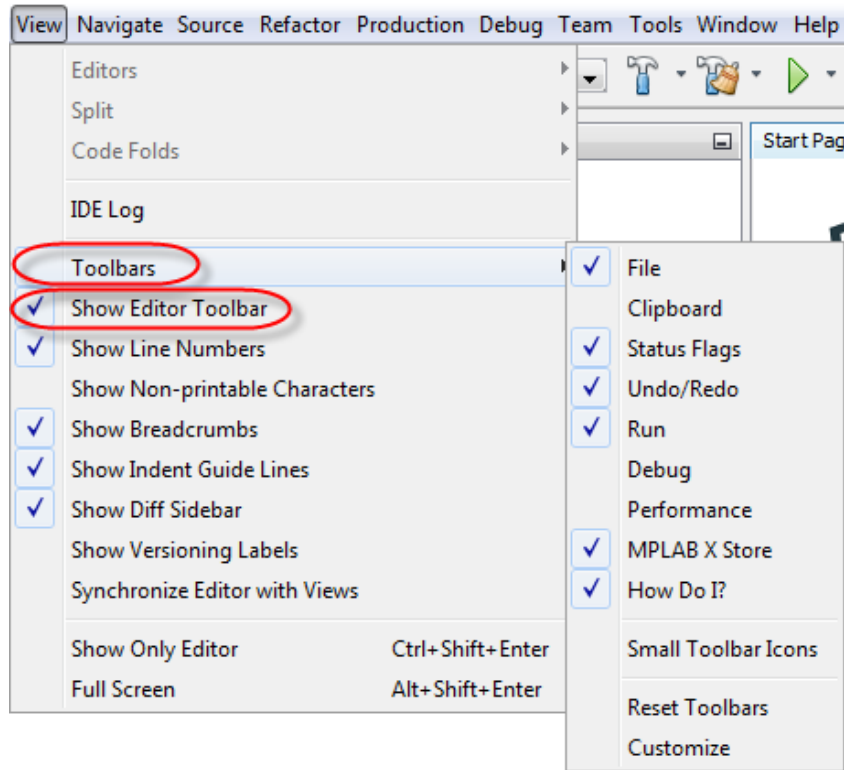 View Navigate Source Refactor Production Debug Team Tools Window Help
Editors
Split
Code Folds
IDE Log
Toolbars
Show Editor Toolbar
Show Line Numbers
Show Non-printable Characters
Show Breadcrumbs
Show Indent Guide Lines
Show Diff Sidebar
Show Versioning Labels
Synchronize Editor with Views
Show Only Editor Ctrl+Shift+Enter
Full Screen Alt+Shift+Enter
Start Pag
File
Clipboard
Status Flags
Undo/Redo
Run
Debug
Performance
MPLAB X Store
How Do I?
Small Toolbar Icons
Reset Toolbars
Customize